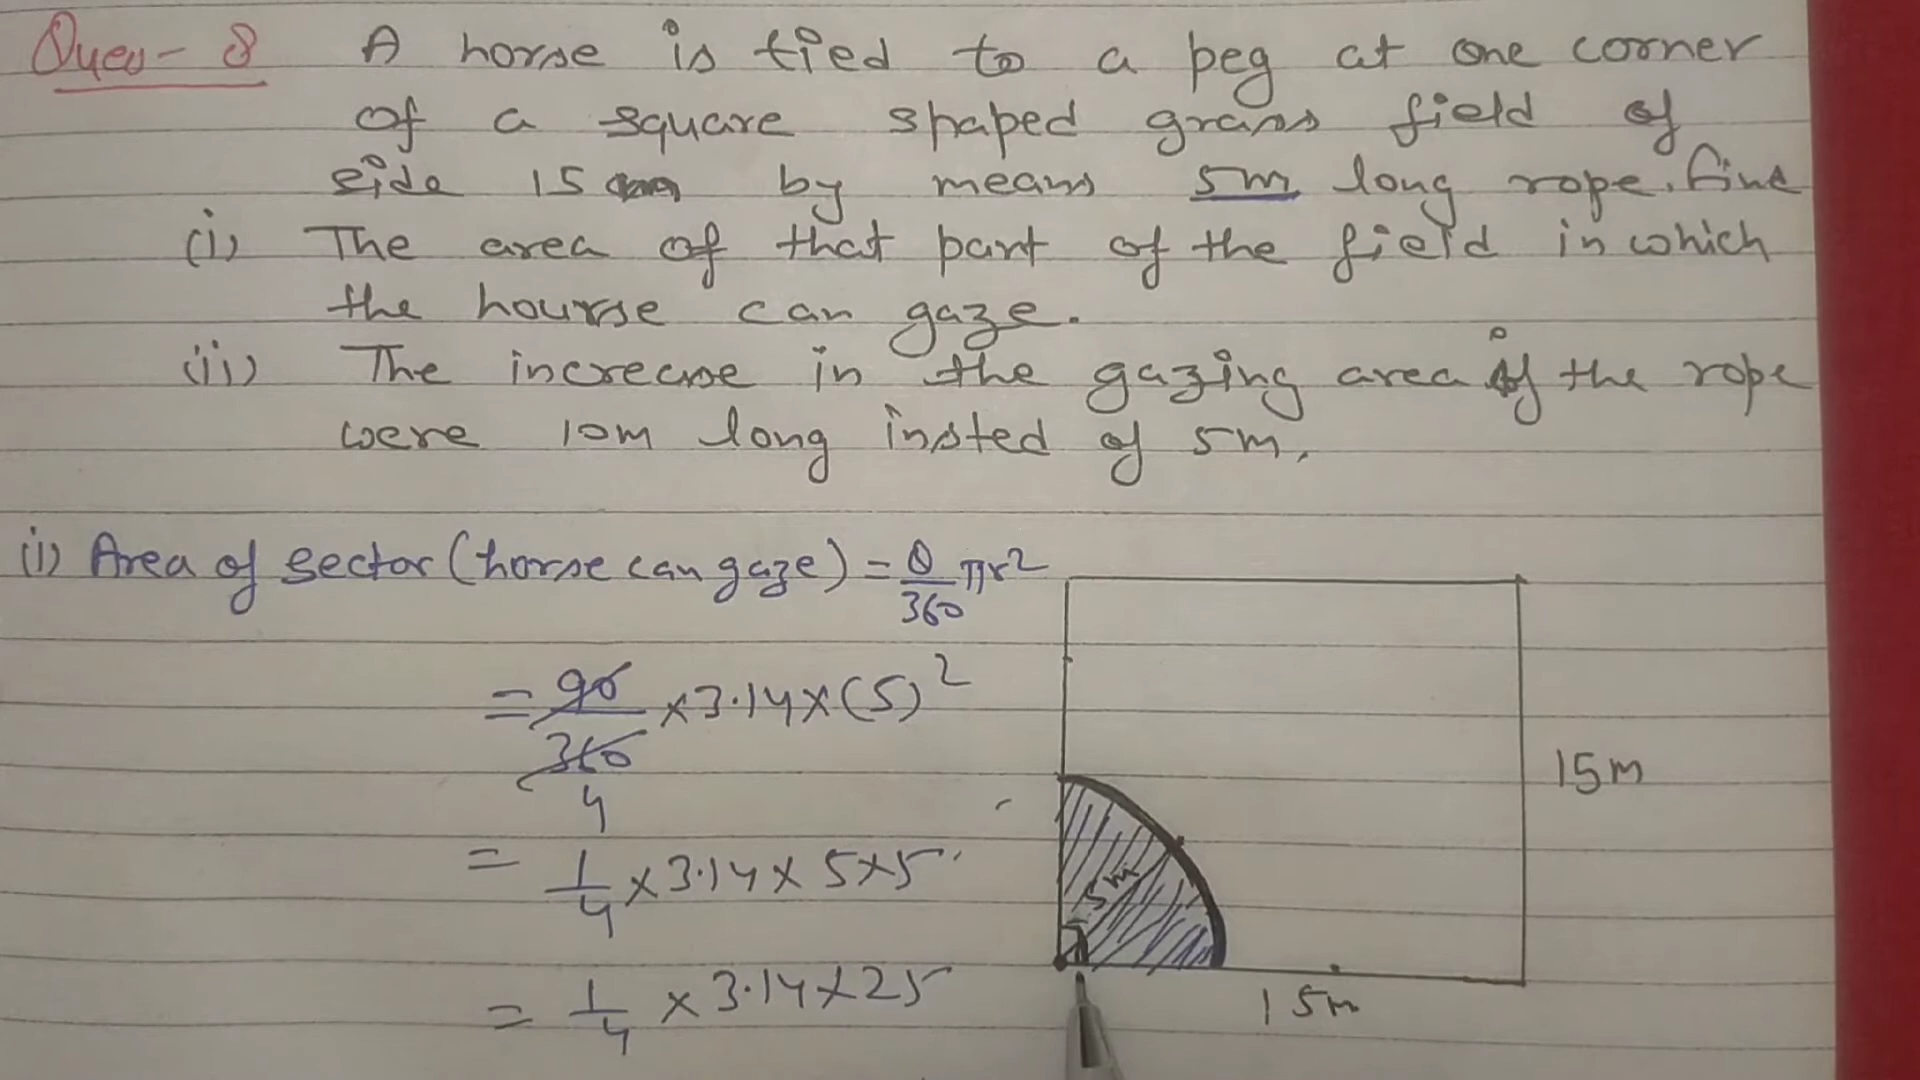 Ques- 8 A horse is tied to a peg at one corner
of a square shaped grass field of
side 15 by means 5m long rope. find
(i) The area of that part of the field in which
the hourse can gaze.
(ii) The increase in the gazing area if the rope
were 10m long insted of 5m.
(i) Area of sector (horse can gaze) = θ/360 πr²
= 90/360 × 3.14 × (5)²
4
= 1/4 × 3.14 × 5 × 5
= 1/4 × 3.14 × 25
15m
5m
15m